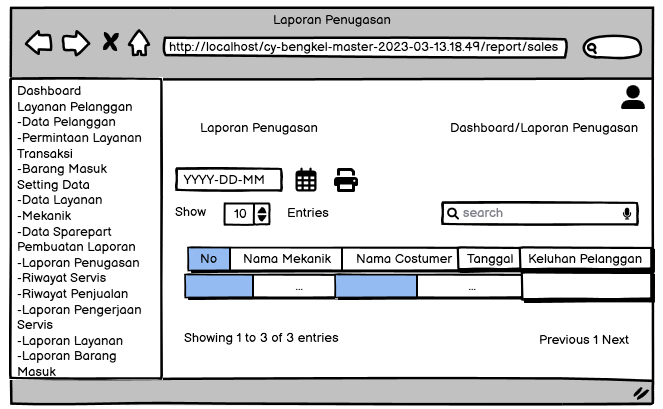 Laporan Penugasan
http://localhost/cy-bengkel-master-2023-03-13.18.49/report/sales
Dashboard
Layanan Pelanggan
-Data Pelanggan
-Permintaan Layanan
Transaksi
-Barang Masuk
Setting Data
-Data Layanan
-Mekanik
-Data Sparepart
Pembuatan Laporan
-Laporan Penugasan
-Riwayat Servis
-Riwayat Penjualan
-Laporan Pengerjaan
Servis
-Laporan Layanan
-Laporan Barang
Masuk
Laporan Penugasan Dashboard/Laporan Penugasan
YYYY-DD-MM
Show 10 Entries search
No Nama Mekanik Nama Costumer Tanggal Keluhan Pelanggan
... ...
Showing 1 to 3 of 3 entries Previous 1 Next